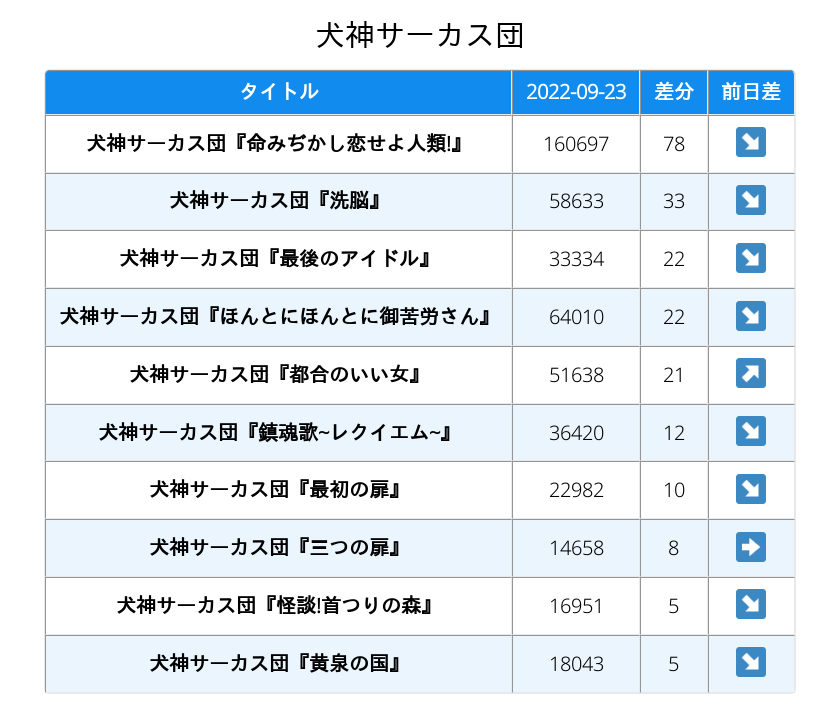 犬神サーカス団
タイトル 2022-09-23 差分 前日差
犬神サーカス団『命みぢかし恋せよ人類!』 160697 78 ↘
犬神サーカス団『洗脳』 58633 33 ↘
犬神サーカス団『最後のアイドル』 33334 22 ↘
犬神サーカス団『ほんとにほんとに御苦労さん』 64010 22 ↘
犬神サーカス団『都合のいい女』 51638 21 ↗
犬神サーカス団『鎮魂歌~レクイエム~』 36420 12 ↘
犬神サーカス団『最初の扉』 22982 10 ↘
犬神サーカス団『三つの扉』 14658 8 →
犬神サーカス団『怪談!首つりの森』 16951 5 ↘
犬神サーカス団『黄泉の国』 18043 5 ↘